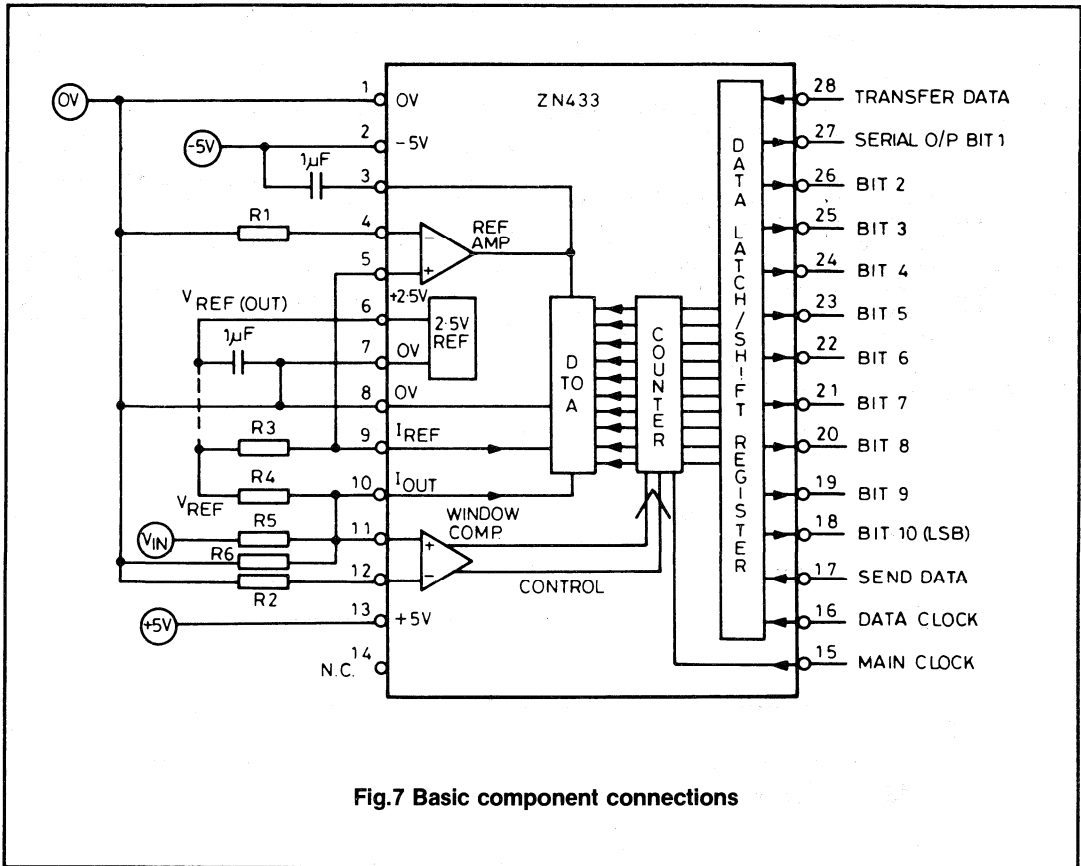 ZN433
0V
-5V
1µF
R1
VREF (OUT)
1µF
R3
R4
VREF
VIN
R5
R6
R2
+5V
N.C.
1
0V
2
-5V
3
4
5
REF
AMP
+2·5V
6
2·5V
REF
7
0V
8
0V
9
IREF
10
IOUT
11
WINDOW
COMP.
12
CONTROL
13
+5V
14
D TO A
COUNTER
DATA LATCH/SHIFT REGISTER
28 TRANSFER DATA
27 SERIAL O/P BIT 1
26 BIT 2
25 BIT 3
24 BIT 4
23 BIT 5
22 BIT 6
21 BIT 7
20 BIT 8
19 BIT 9
18 BIT 10 (LSB)
17 SEND DATA
16 DATA CLOCK
15 MAIN CLOCK
Fig.7 Basic component connections